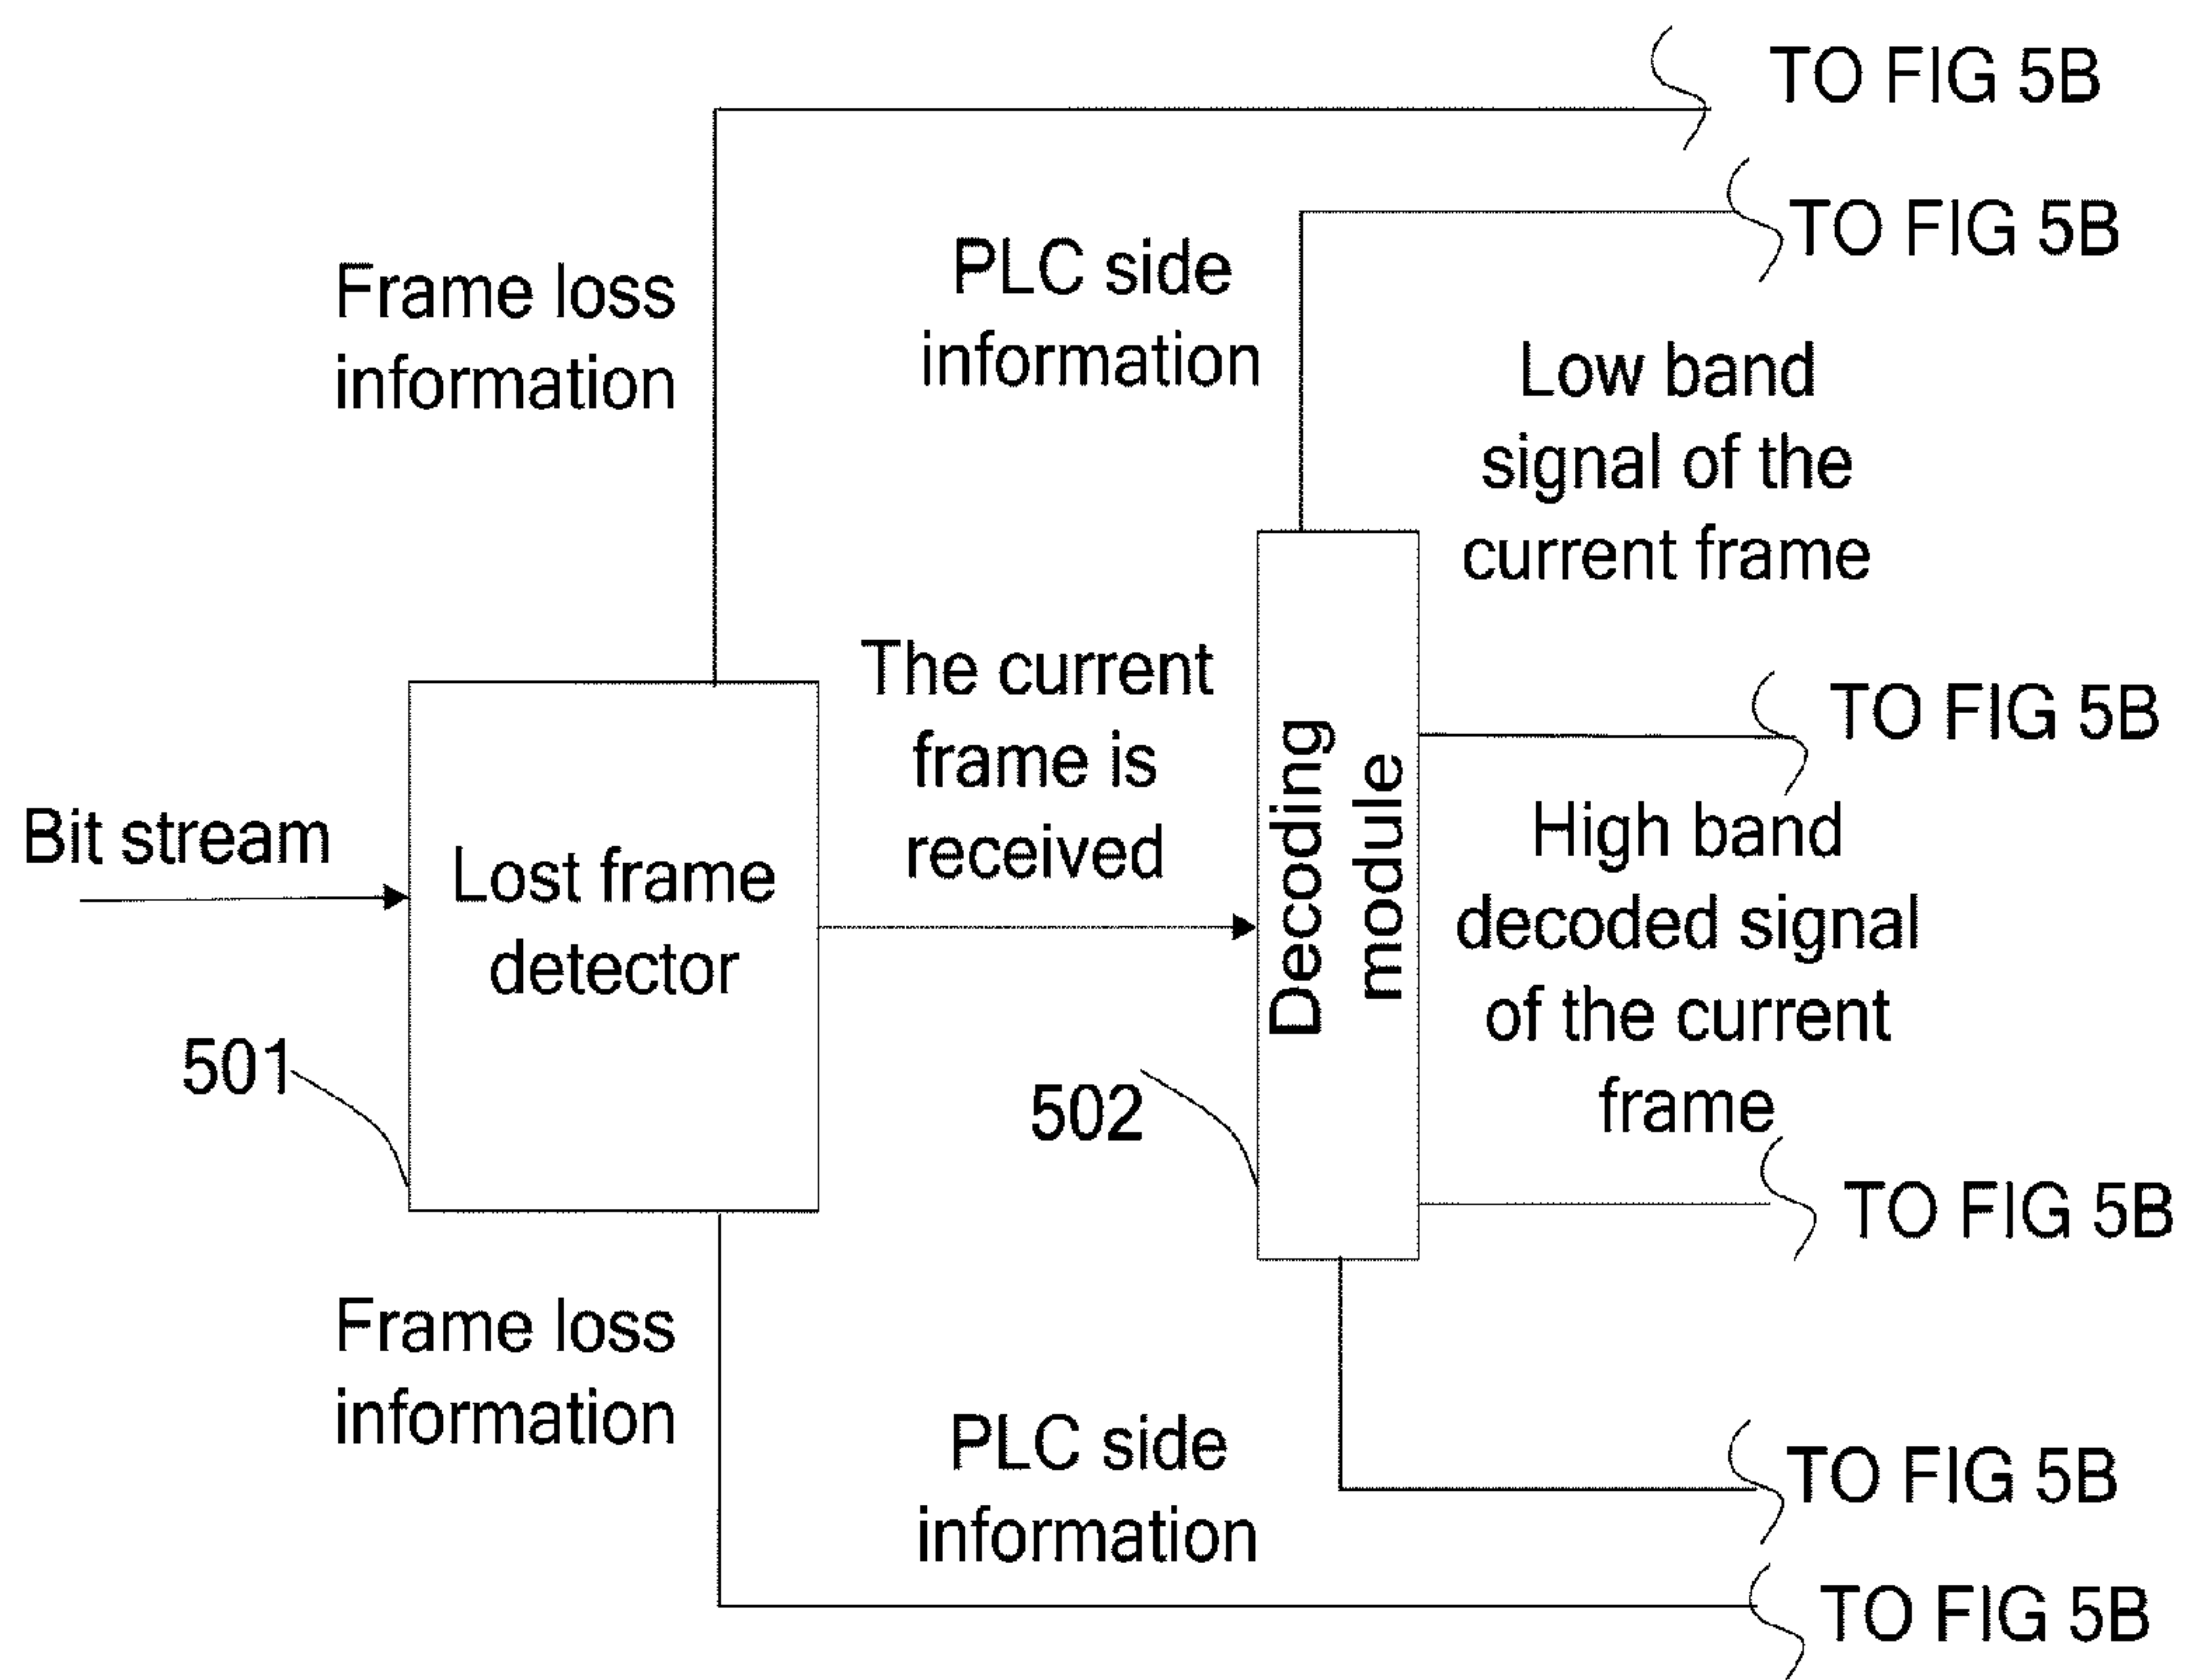 TO FIG 5B
TO FIG 5B
Frame loss
information
PLC side
information
Low band
signal of the
current frame
The current
frame is
received
TO FIG 5B
Bit stream
Lost frame
detector
Decoding
module
High band
decoded signal
of the current
frame
501
502
TO FIG 5B
Frame loss
information
PLC side
information
TO FIG 5B
TO FIG 5B